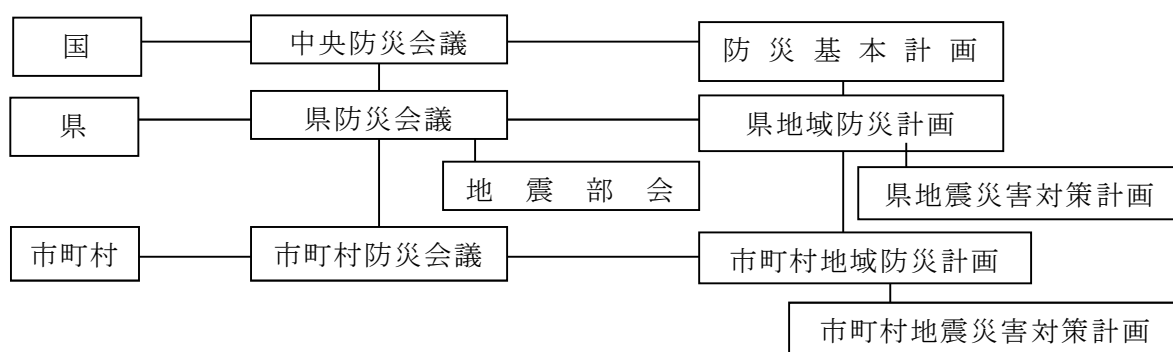 国
中央防災会議
防災基本計画
県
県防災会議
県地域防災計画
地震部会
県地震災害対策計画
市町村
市町村防災会議
市町村地域防災計画
市町村地震災害対策計画